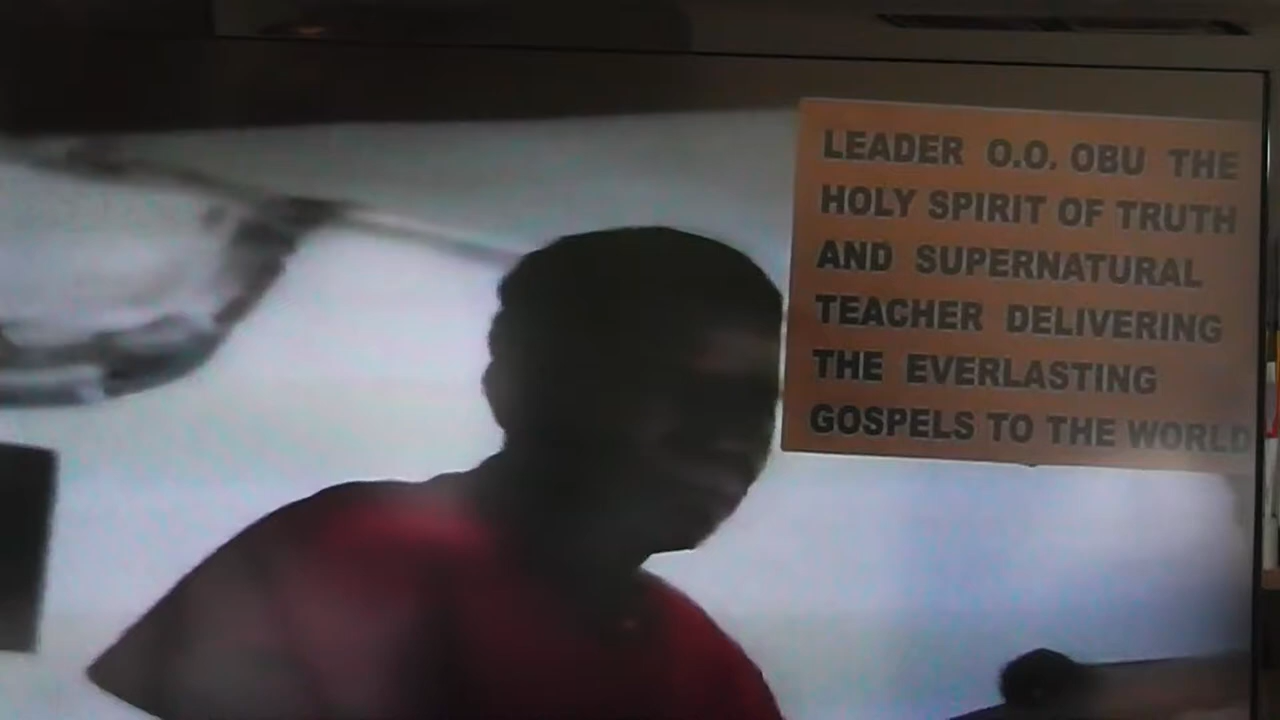 LEADER O.O. OBU THE
HOLY SPIRIT OF TRUTH
AND SUPERNATURAL
TEACHER DELIVERING
THE EVERLASTING
GOSPELS TO THE WORLD